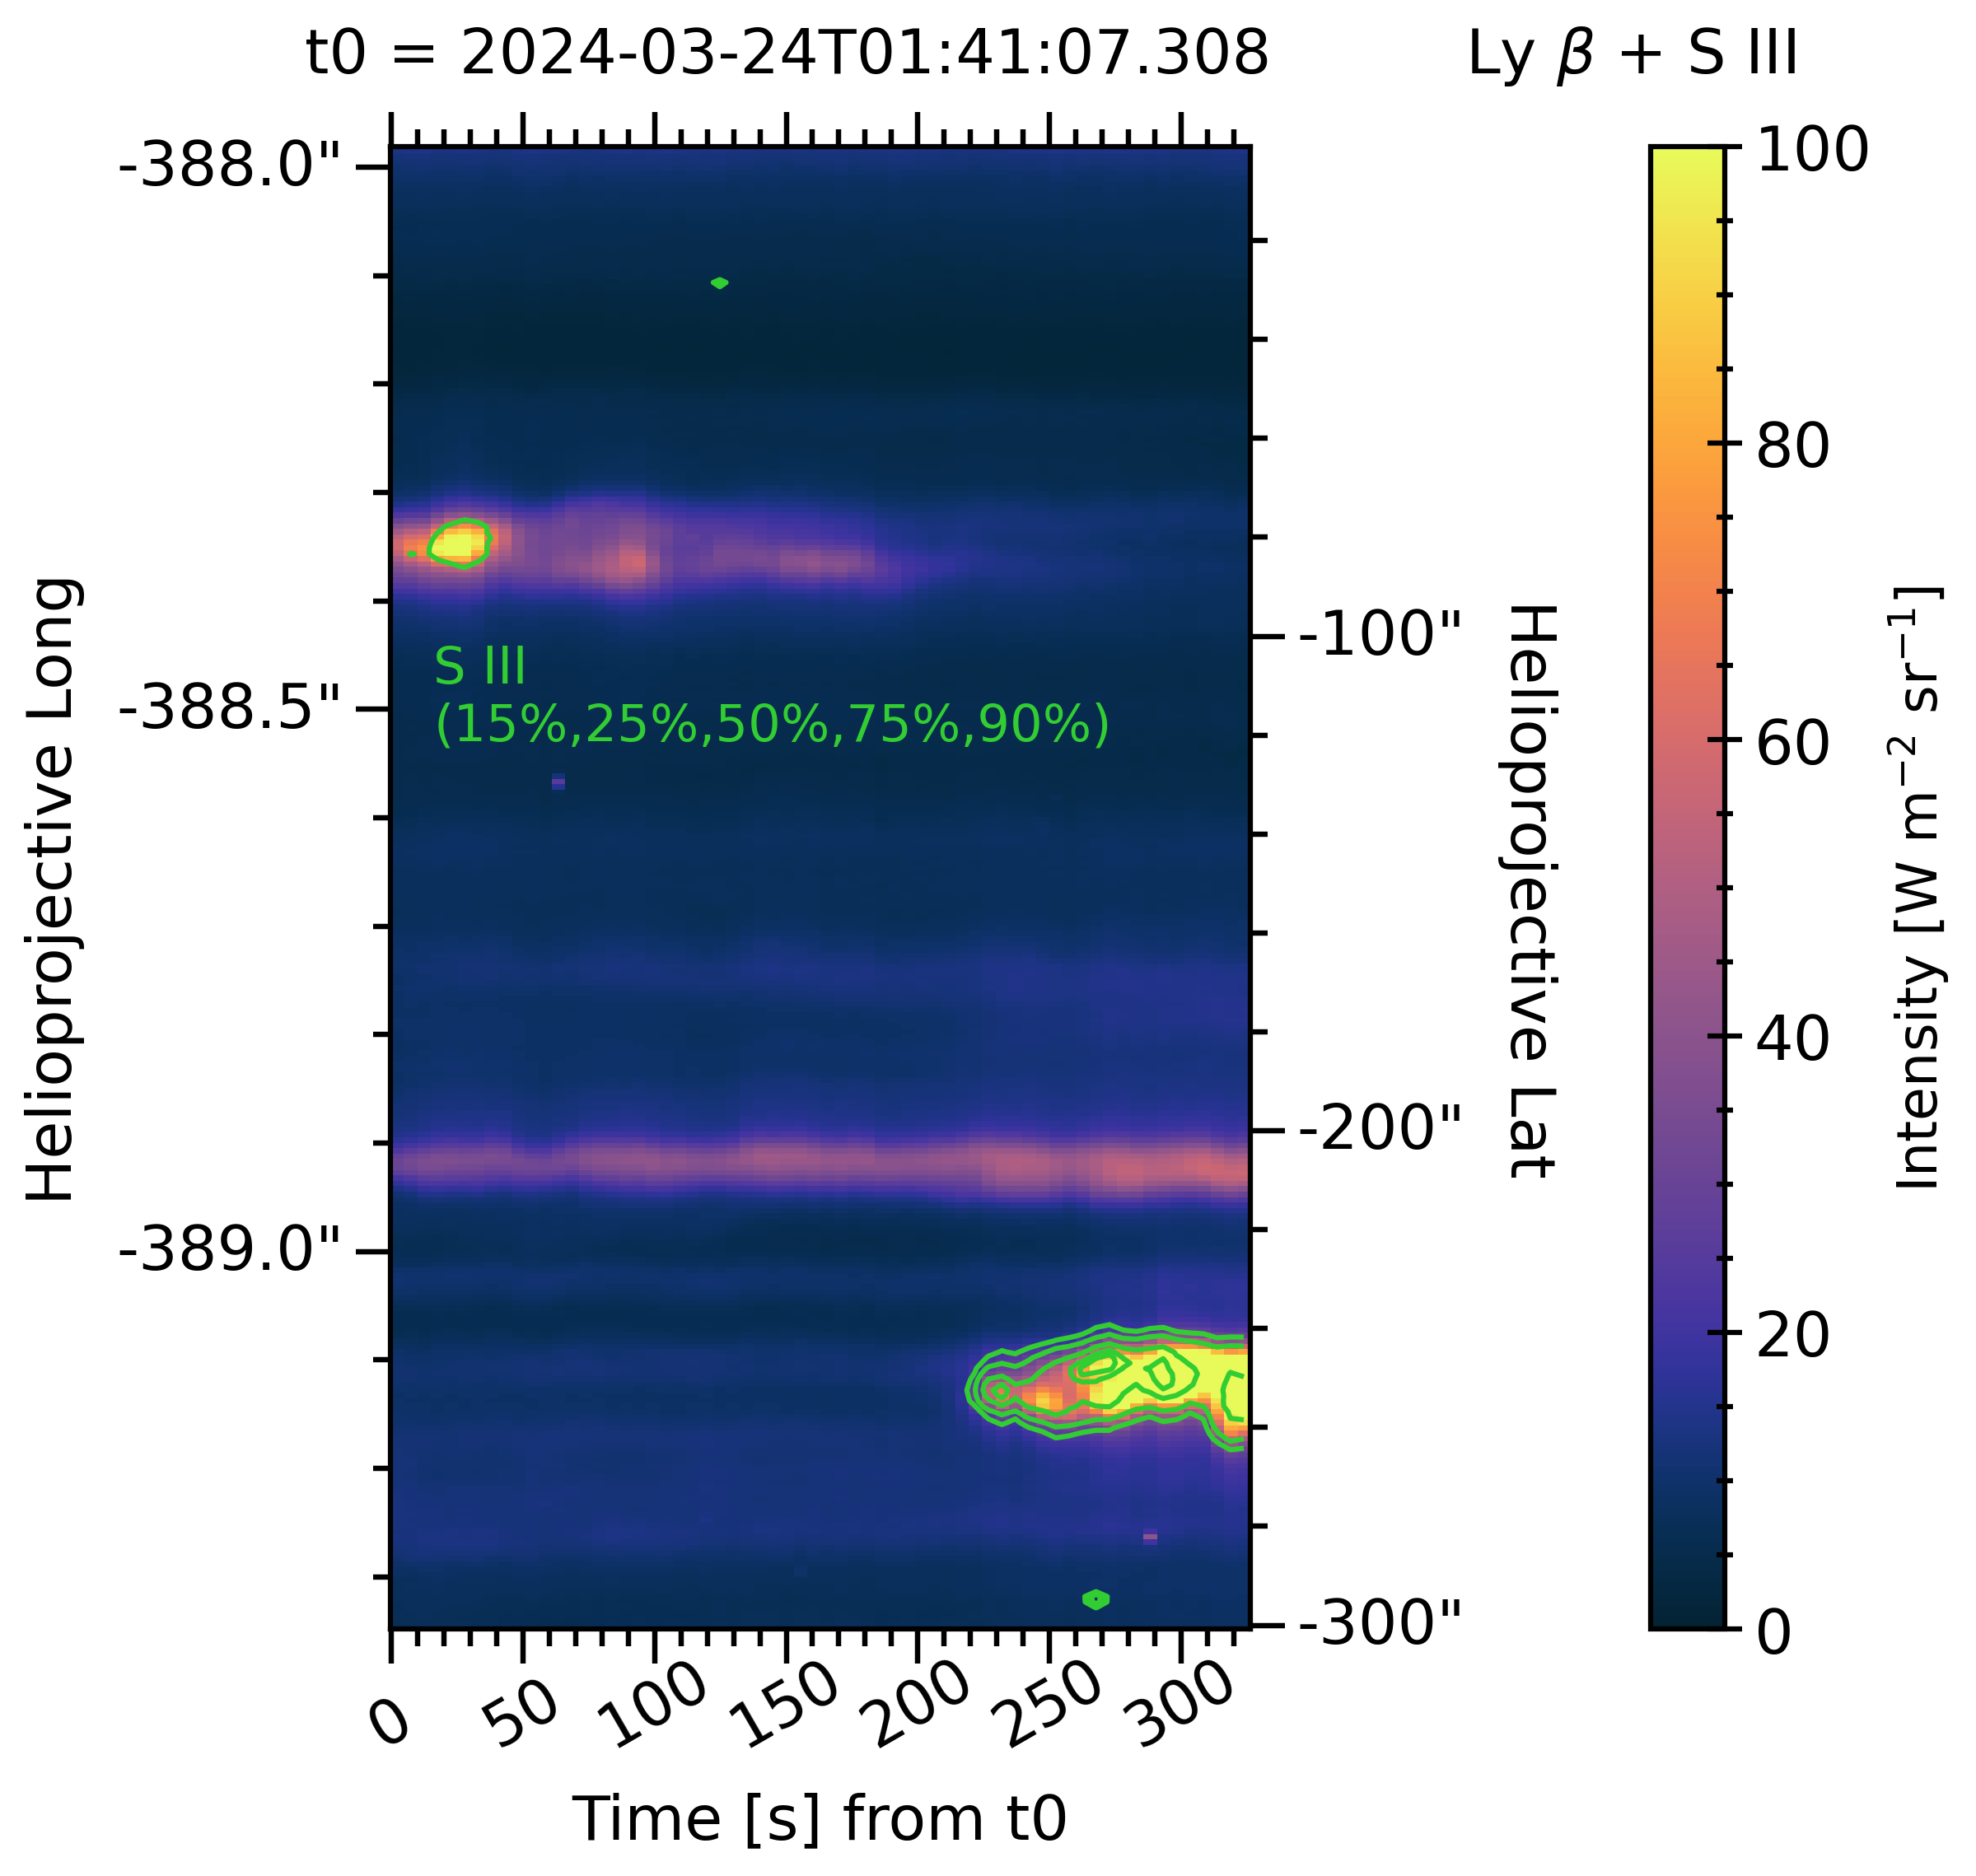 t0 = 2024-03-24T01:41:07.308
Ly β + S III
-388.0"
-388.5"
-389.0"
Helioprojective Long
S III
(15%,25%,50%,75%,90%)
-100"
-200"
-300"
Helioprojective Lat
100
80
60
40
20
0
Intensity [W m⁻² sr⁻¹]
0
50
100
150
200
250
300
Time [s] from t0